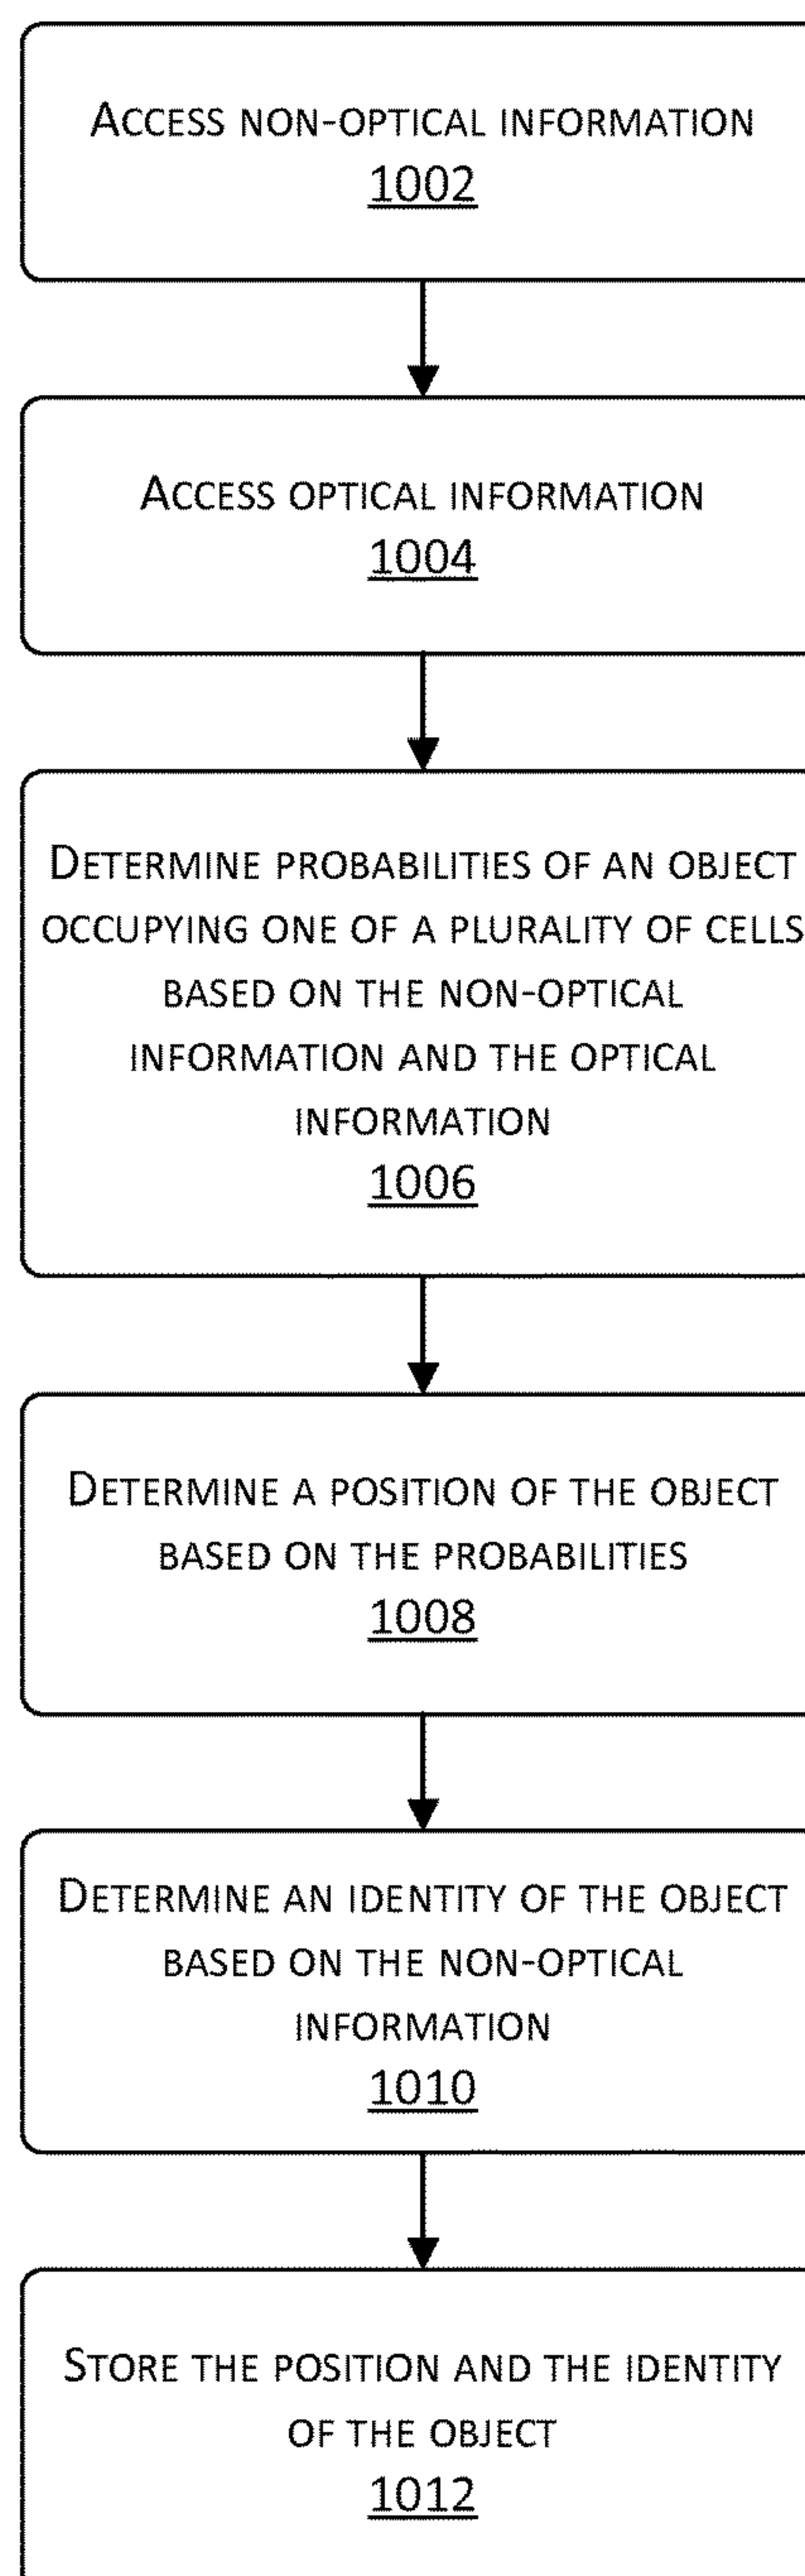 ACCESS NON-OPTICAL INFORMATION
1002
ACCESS OPTICAL INFORMATION
1004
DETERMINE PROBABILITIES OF AN OBJECT
OCCUPYING ONE OF A PLURALITY OF CELLS
BASED ON THE NON-OPTICAL
INFORMATION AND THE OPTICAL
INFORMATION
1006
DETERMINE A POSITION OF THE OBJECT
BASED ON THE PROBABILITIES
1008
DETERMINE AN IDENTITY OF THE OBJECT
BASED ON THE NON-OPTICAL
INFORMATION
1010
STORE THE POSITION AND THE IDENTITY
OF THE OBJECT
1012